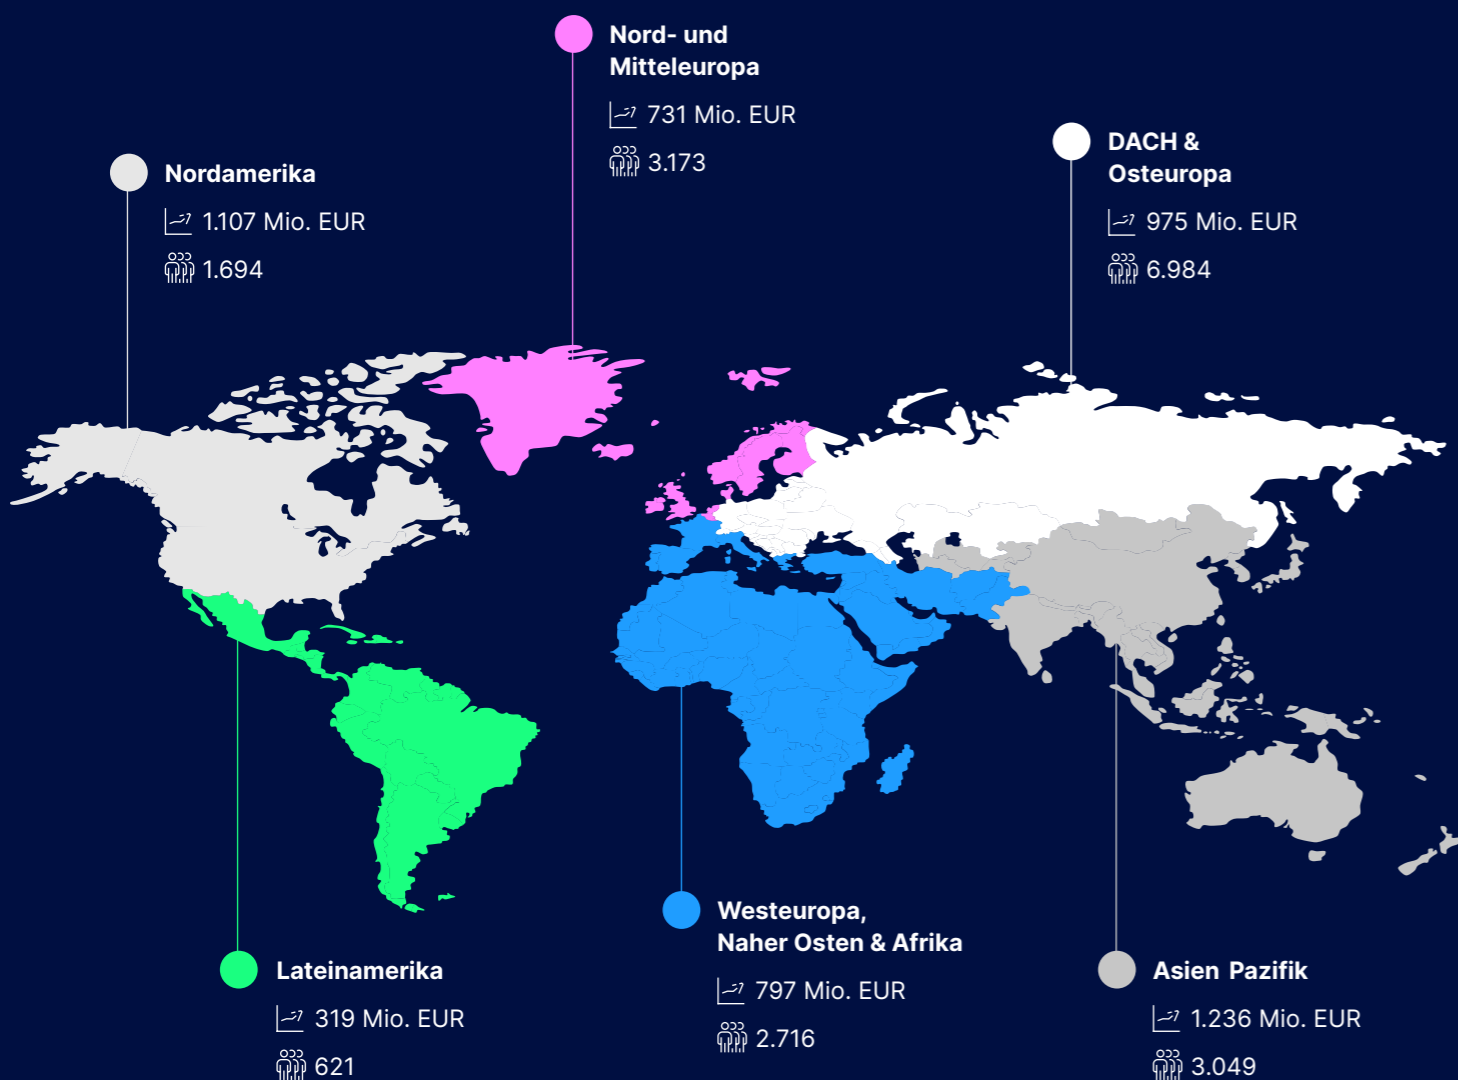 Nord- und
Mitteleuropa
731 Mio. EUR
3.173
DACH &
Osteuropa
975 Mio. EUR
6.984
Nordamerika
1.107 Mio. EUR
1.694
Westeuropa,
Naher Osten & Afrika
797 Mio. EUR
2.716
Lateinamerika
319 Mio. EUR
621
Asien Pazifik
1.236 Mio. EUR
3.049